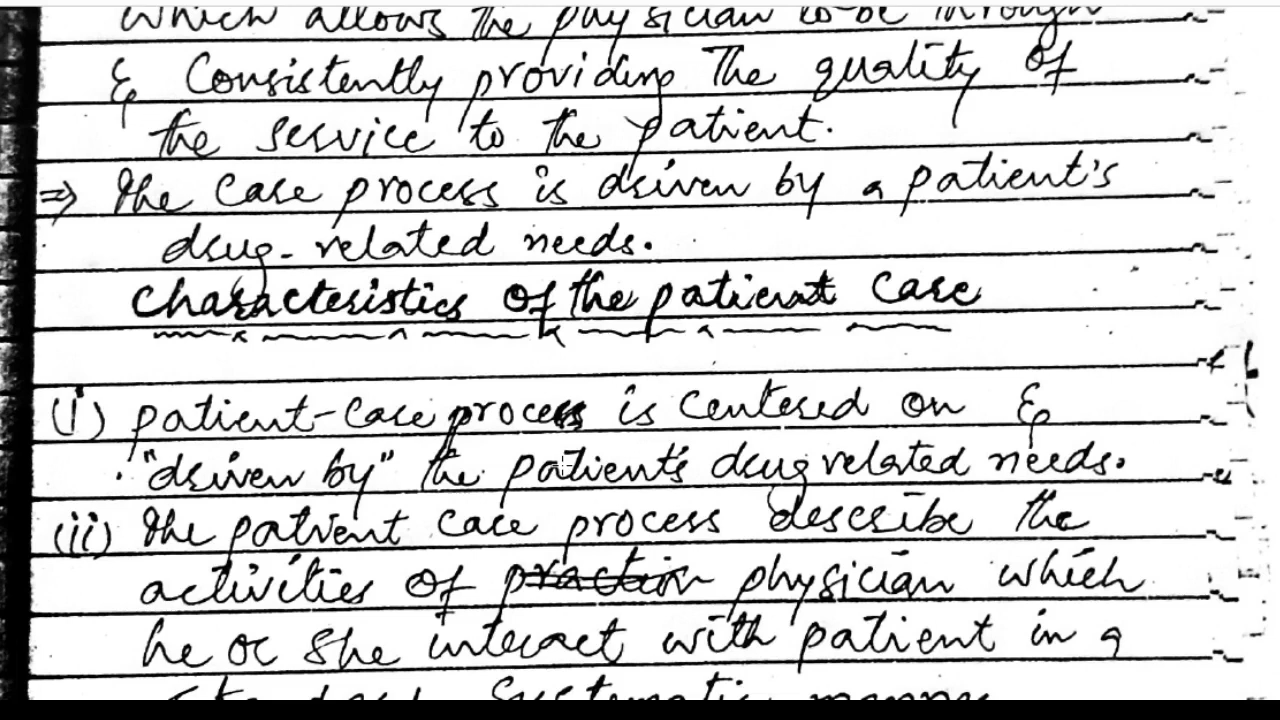 which allows the physician to be through
& Consistently providing The quality of
the service to the patient.
⇒ the care process is driven by a patient's
drug-related needs.
characteristics of the patient care
(i) patient-care process is centered on &
"driven by" the patient's drug related needs.
(ii) the patient care process describe the
activities of physician which
he or she interact with patient in a
systematic